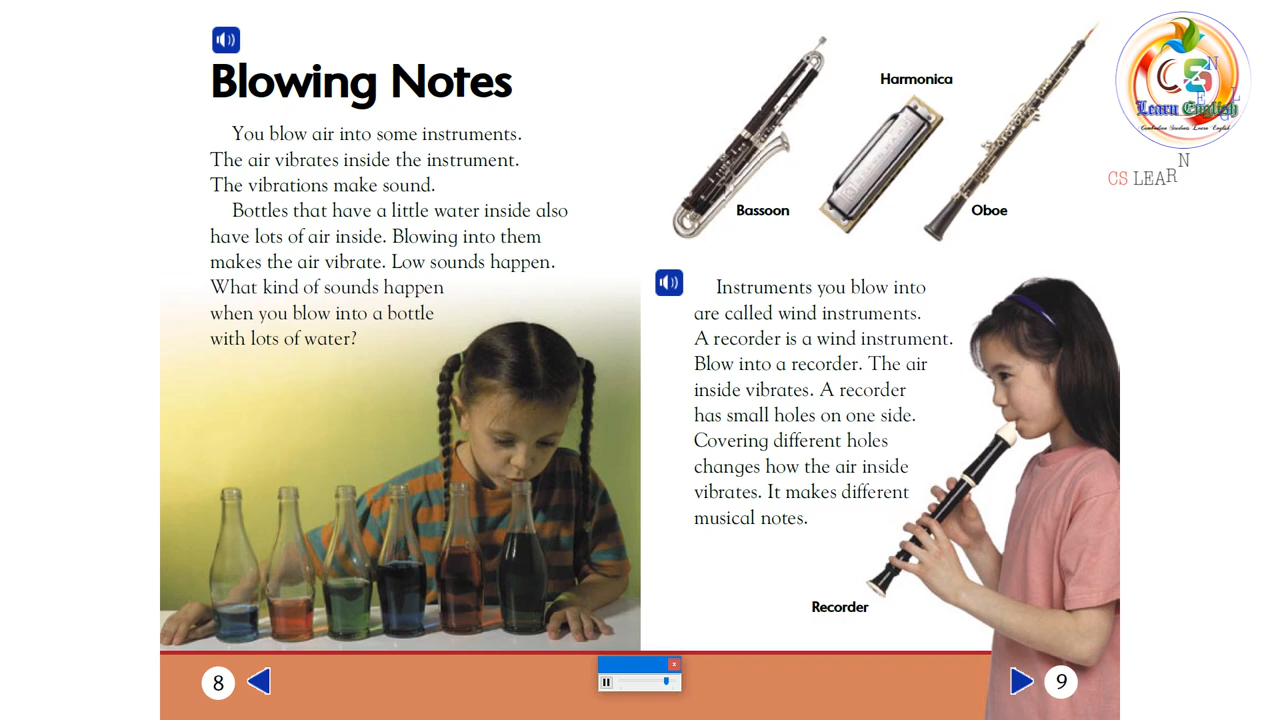 Blowing Notes
You blow air into some instruments.
The air vibrates inside the instrument.
The vibrations make sound.
Bottles that have a little water inside also
have lots of air inside. Blowing into them
makes the air vibrate. Low sounds happen.
What kind of sounds happen
when you blow into a bottle
with lots of water?
8
Harmonica
Bassoon
Oboe
Instruments you blow into
are called wind instruments.
A recorder is a wind instrument.
Blow into a recorder. The air
inside vibrates. A recorder
has small holes on one side.
Covering different holes
changes how the air inside
vibrates. It makes different
musical notes.
Recorder
9
x
CS
Learn English
CS LEARN